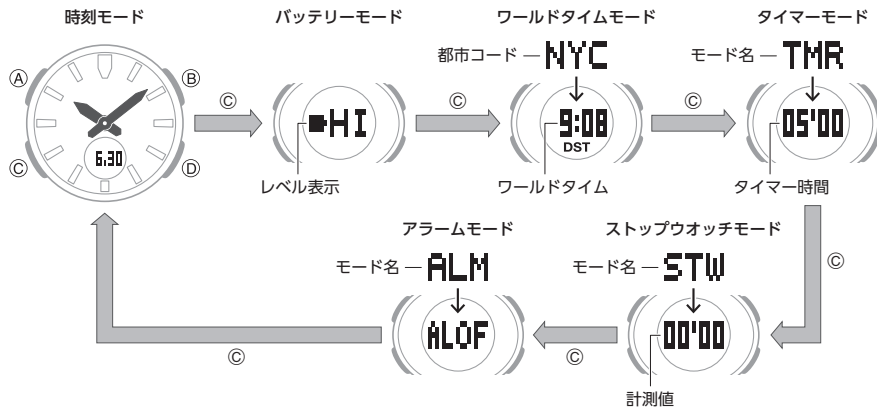 時刻モード
バッテリーモード
ワールドタイムモード
タイマーモード
都市コード
NYC
モード名
TMR
Ⓐ
Ⓑ
Ⓒ
Ⓒ
Ⓒ
HI
9:08
DST
05'00
6.30
Ⓒ
Ⓓ
レベル表示
ワールドタイム
タイマー時間
アラームモード
ストップウオッチモード
モード名
ALM
モード名
STW
Ⓒ
ALOF
00'00
Ⓒ
Ⓒ
計測値